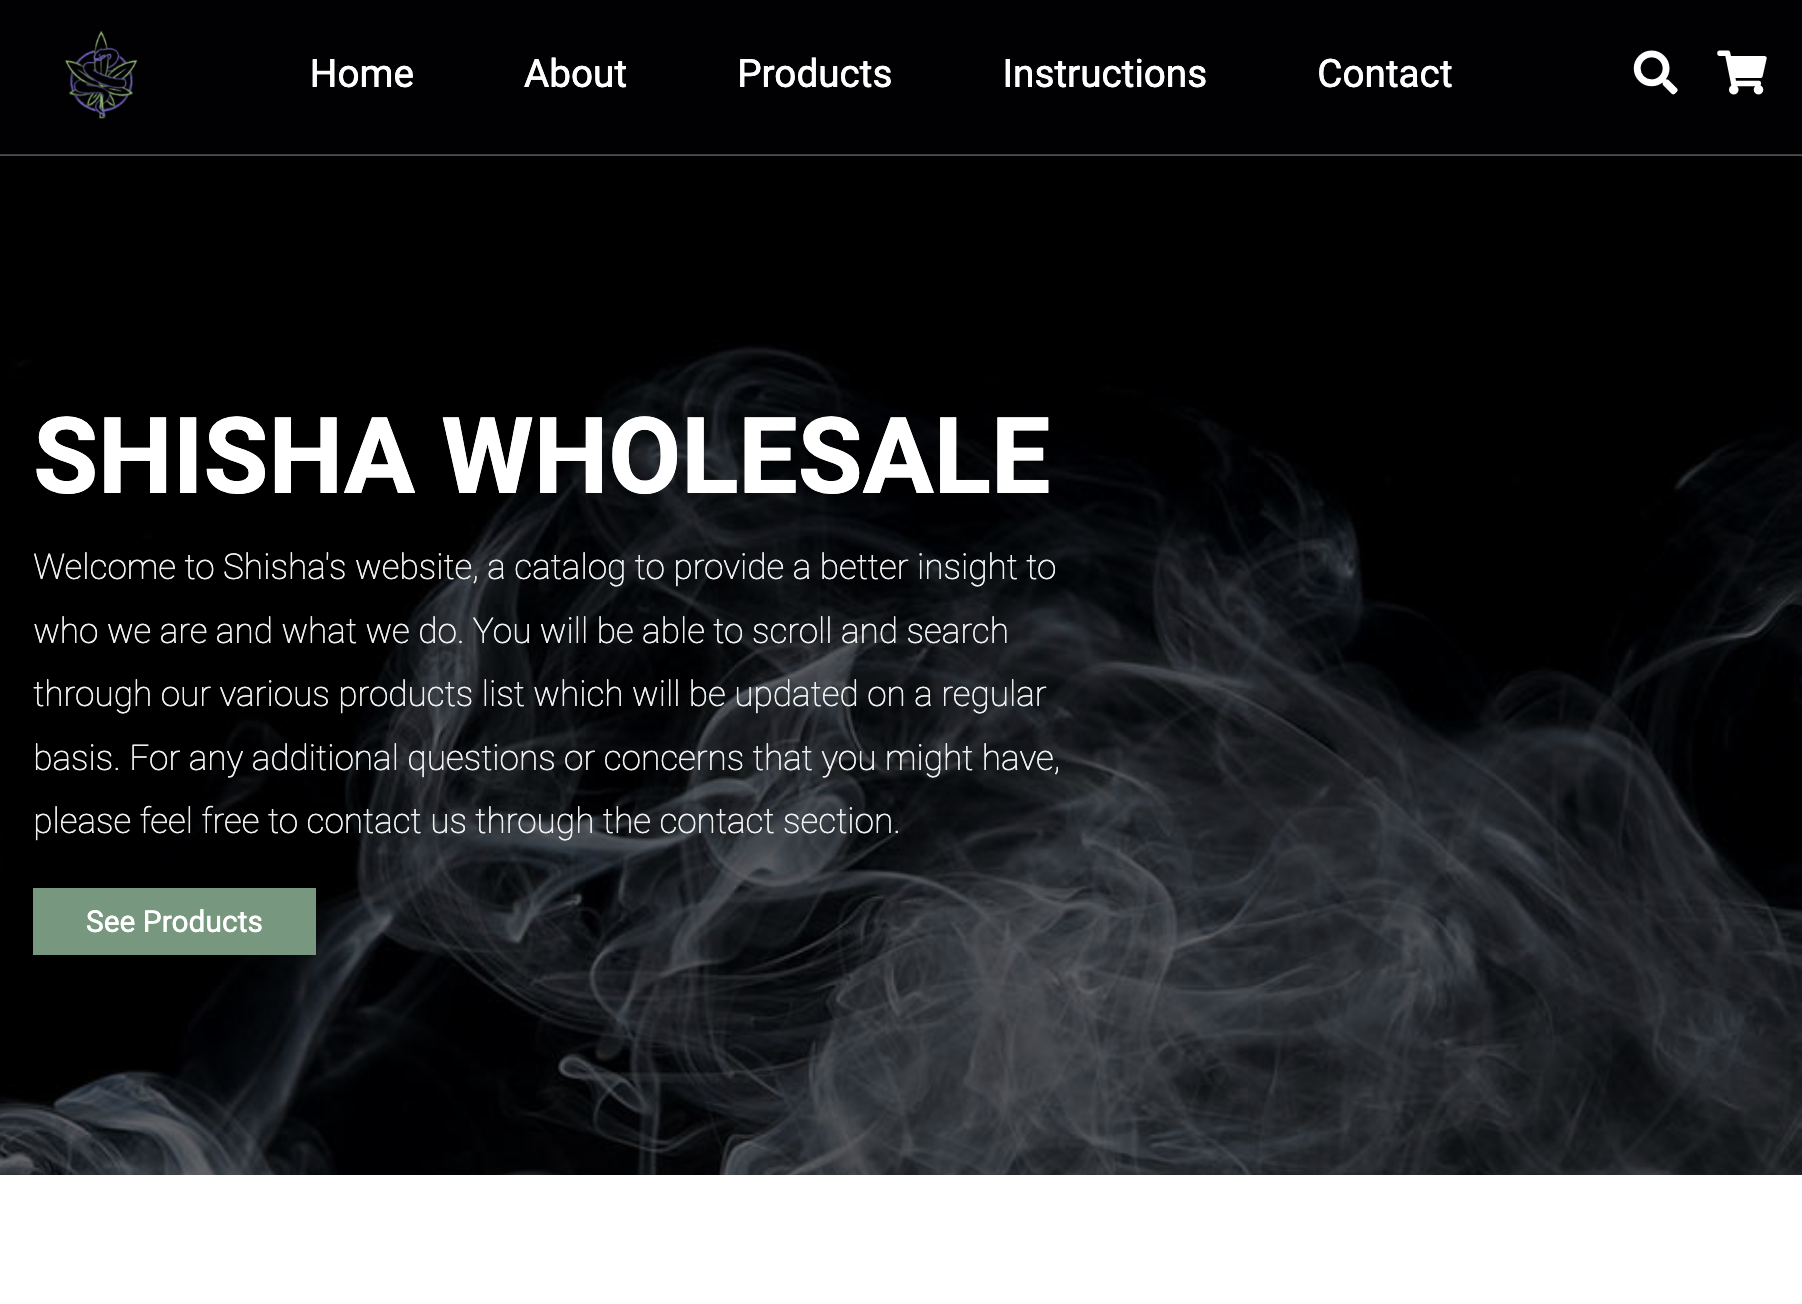 Home About Products Instructions Contact
SHISHA WHOLESALE
Welcome to Shisha's website, a catalog to provide a better insight to
who we are and what we do. You will be able to scroll and search
through our various products list which will be updated on a regular
basis. For any additional questions or concerns that you might have,
please feel free to contact us through the contact section.
See Products